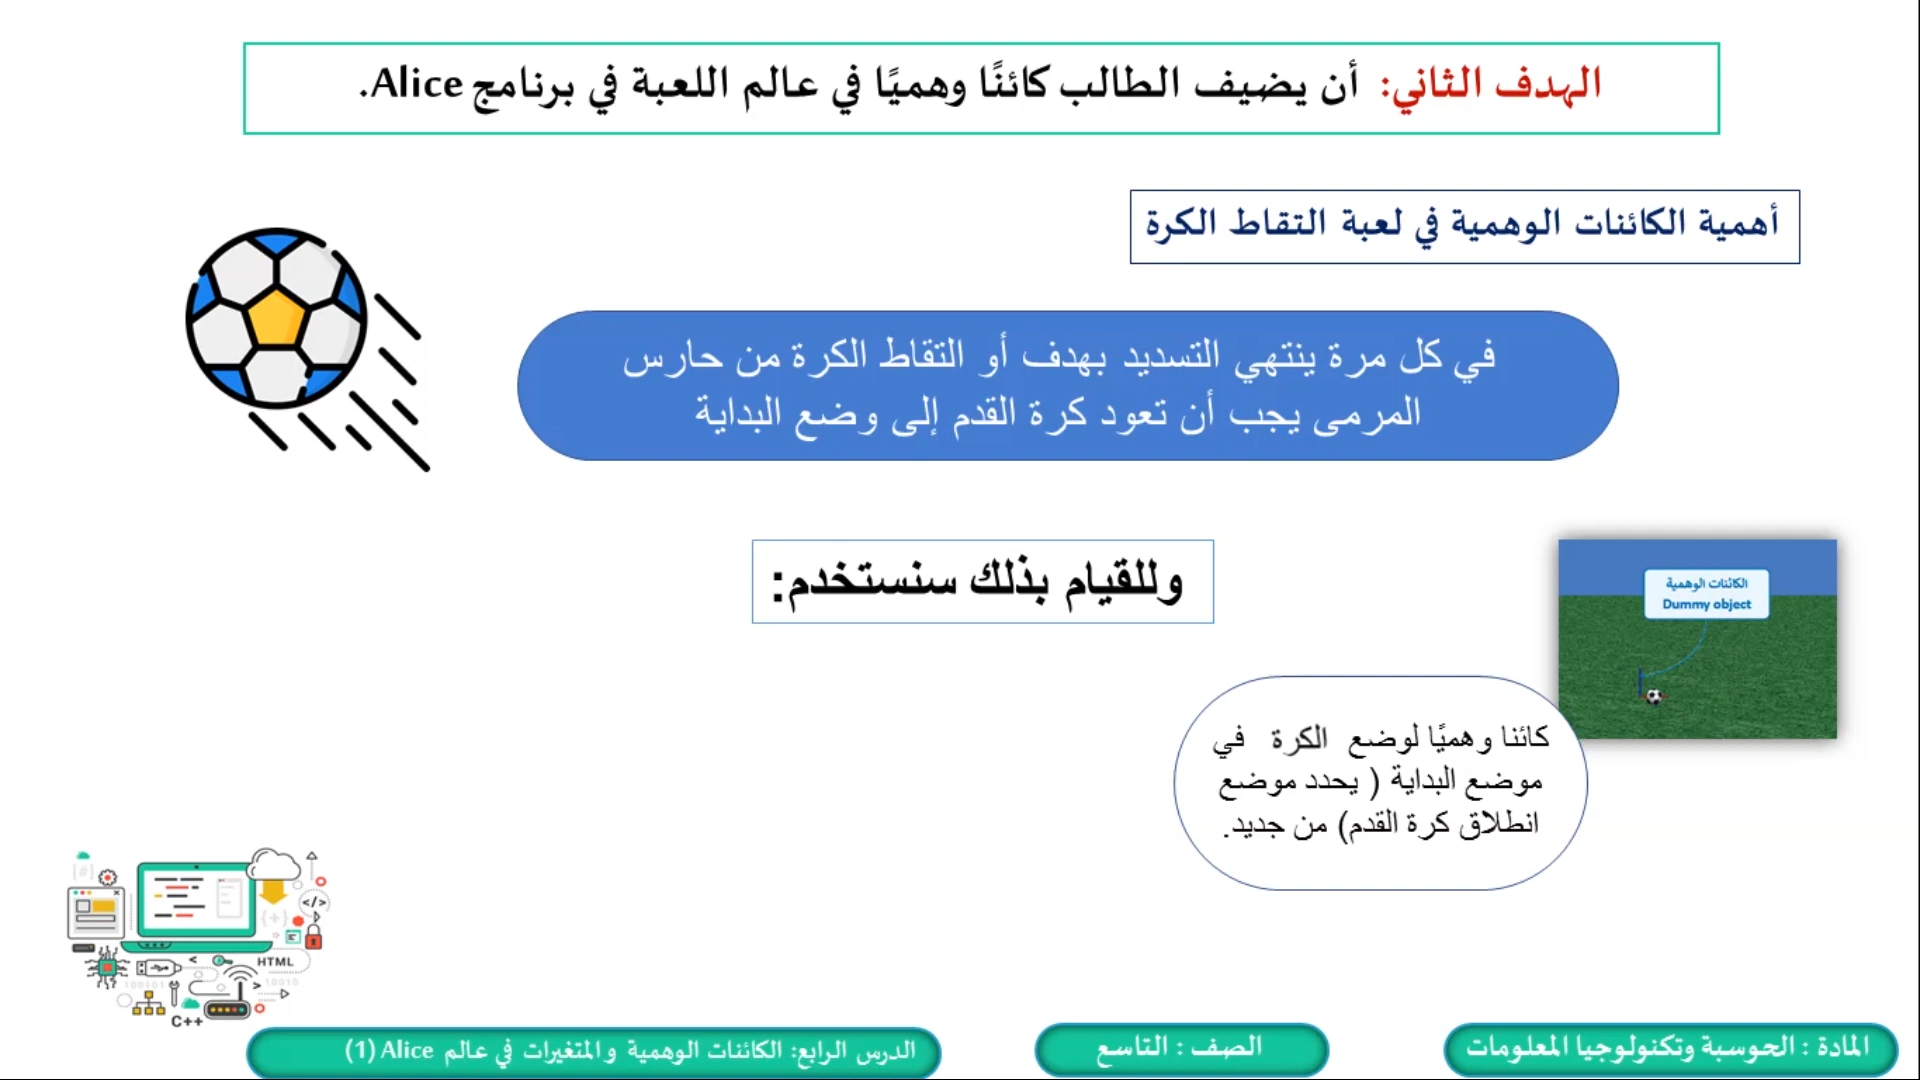 الهدف الثاني: أن يضيف الطالب كائنًا وهميًا في عالم اللعبة في برنامج Alice.
أهمية الكائنات الوهمية في لعبة التقاط الكرة
في كل مرة ينتهي التسديد بهدف أو التقاط الكرة من حارس
المرمى يجب أن تعود كرة القدم إلى وضع البداية
وللقيام بذلك سنستخدم:
الكائنات الوهمية
Dummy object
كائنا وهميًا لوضع الكرة في
موضع البداية ( يحدد موضع
انطلاق كرة القدم) من جديد.
</>
HTML
100101
10010
C++
المادة : الحوسبة وتكنولوجيا المعلومات
الصف : التاسع
الدرس الرابع: الكائنات الوهمية والمتغيرات في عالم Alice (1)